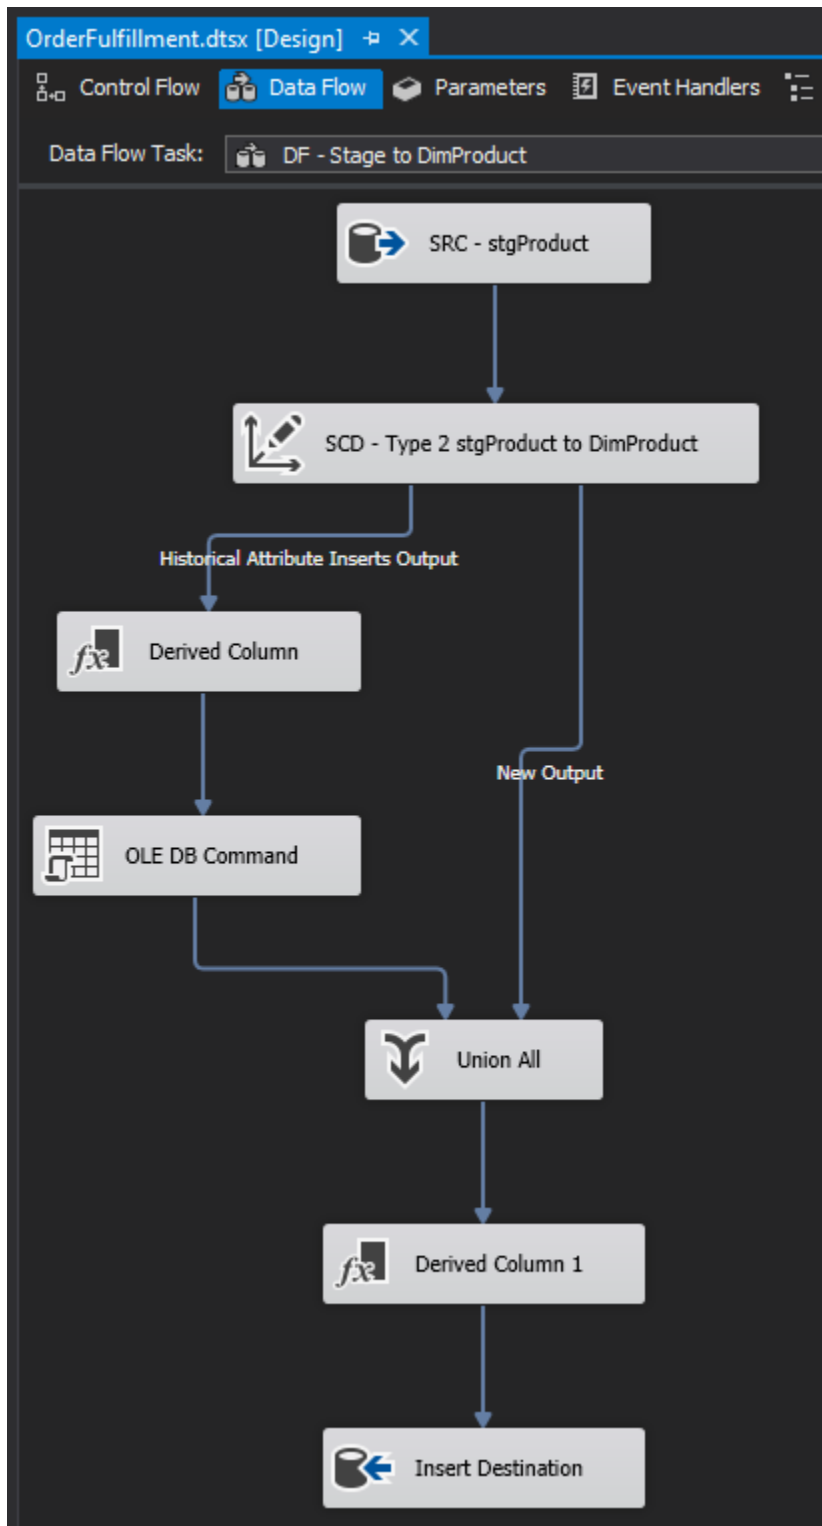 OrderFulfillment.dtsx [Design]
Control Flow Data Flow Parameters Event Handlers
Data Flow Task: DF - Stage to DimProduct
SRC - stgProduct
SCD - Type 2 stgProduct to DimProduct
Historical Attribute Inserts Output
Derived Column
New Output
OLE DB Command
Union All
Derived Column 1
Insert Destination